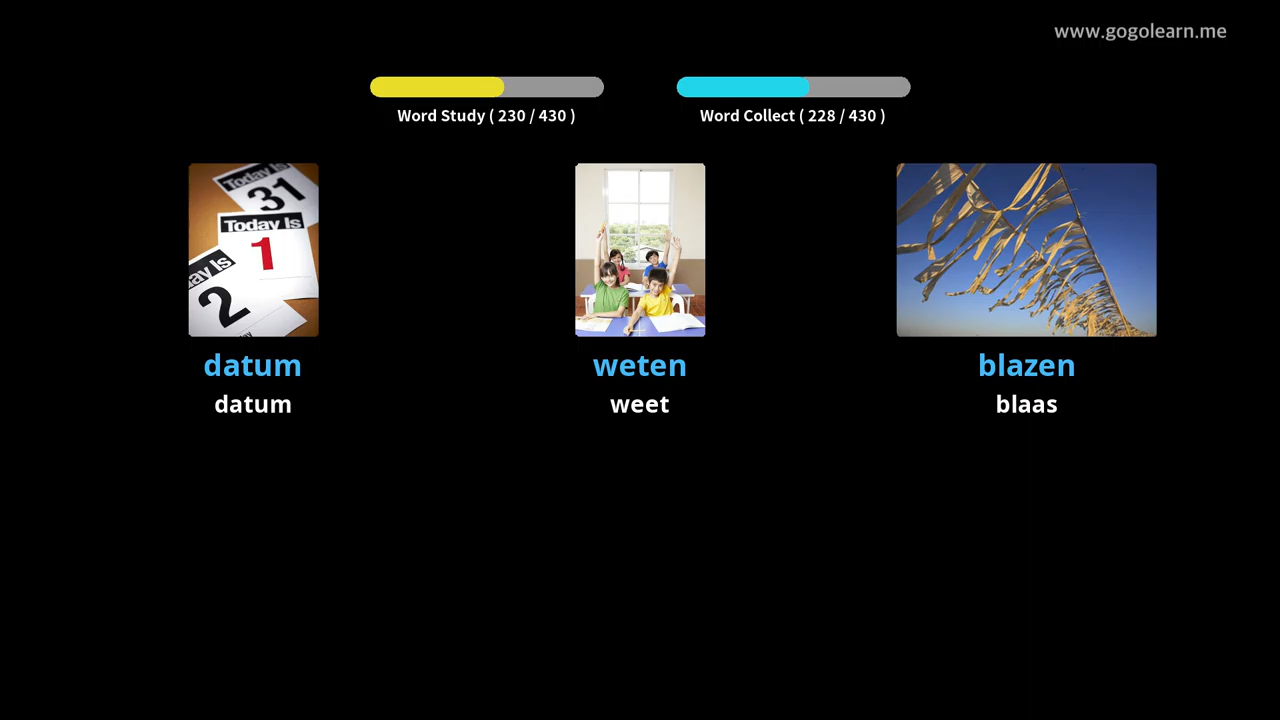 www.gogolearn.me
Word Study ( 230 / 430 )
Word Collect ( 228 / 430 )
Today Is
31
Today Is
1
ay Is
2
datum
weten
blazen
datum
weet
blaas